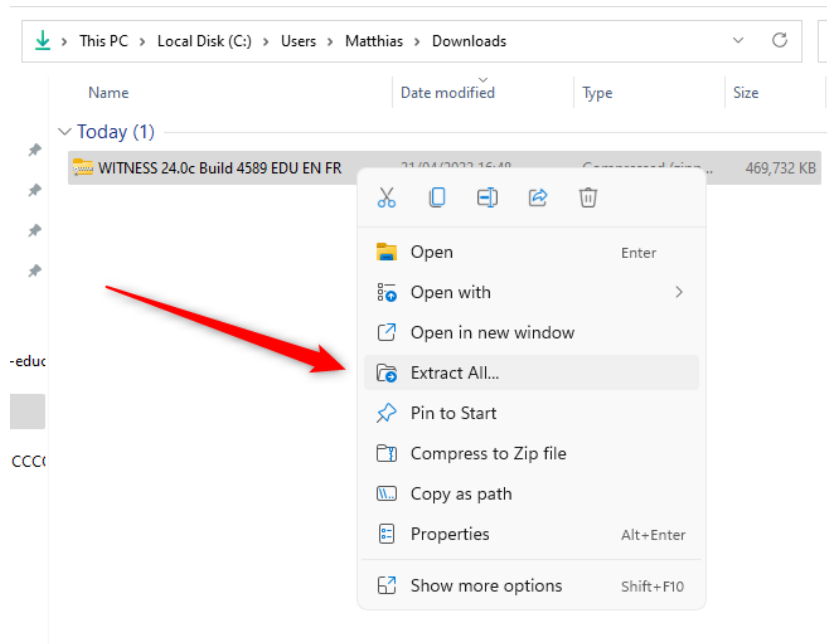 This PC > Local Disk (C:) > Users > Matthias > Downloads
Name Date modified Type Size
Today (1)
WITNESS 24.0c Build 4589 EDU EN FR 469,732 KB
Open Enter
Open with
Open in new window
-educ
Extract All...
Pin to Start
Compress to Zip file
CCC
Copy as path
Properties Alt+Enter
Show more options Shift+F10